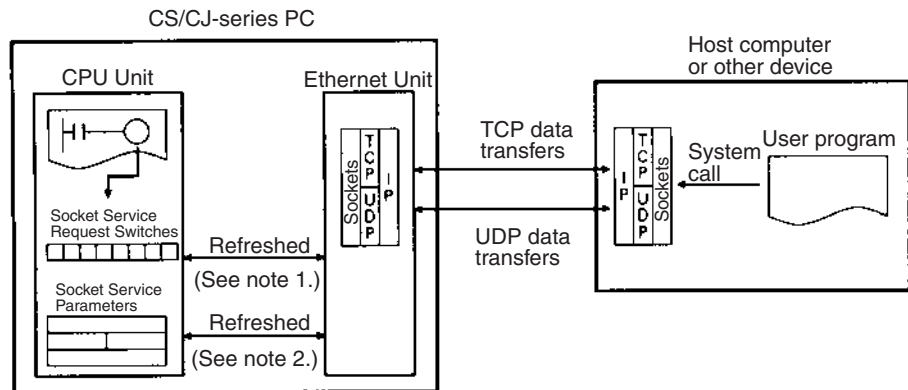 CS/CJ-series PC
CPU Unit
Ethernet Unit
Socket Service
Request Switches
Socket Service
Parameters
Refreshed
(See note 1.)
Refreshed
(See note 2.)
Sockets
TCP
UDP
IP
TCP data
transfers
UDP data
transfers
Host computer
or other device
IP
TCP
UDP
Sockets
System
call
User program